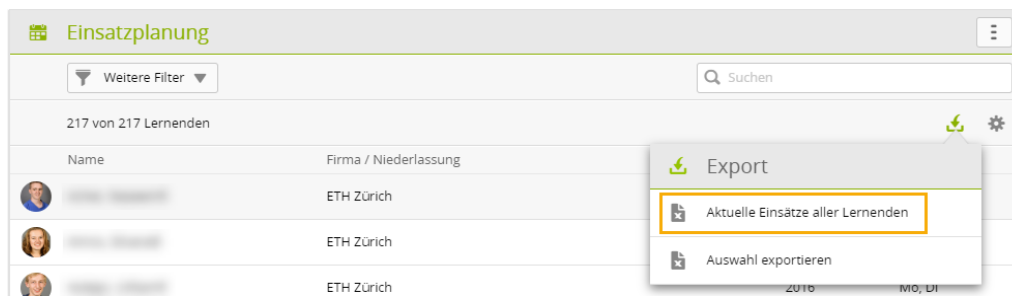 Einsatzplanung
Weitere Filter
Suchen
217 von 217 Lernenden
Name Firma / Niederlassung
Export
ETH Zürich
Aktuelle Einsätze aller Lernenden
ETH Zürich
Auswahl exportieren
ETH Zürich 2016 Mo, Di